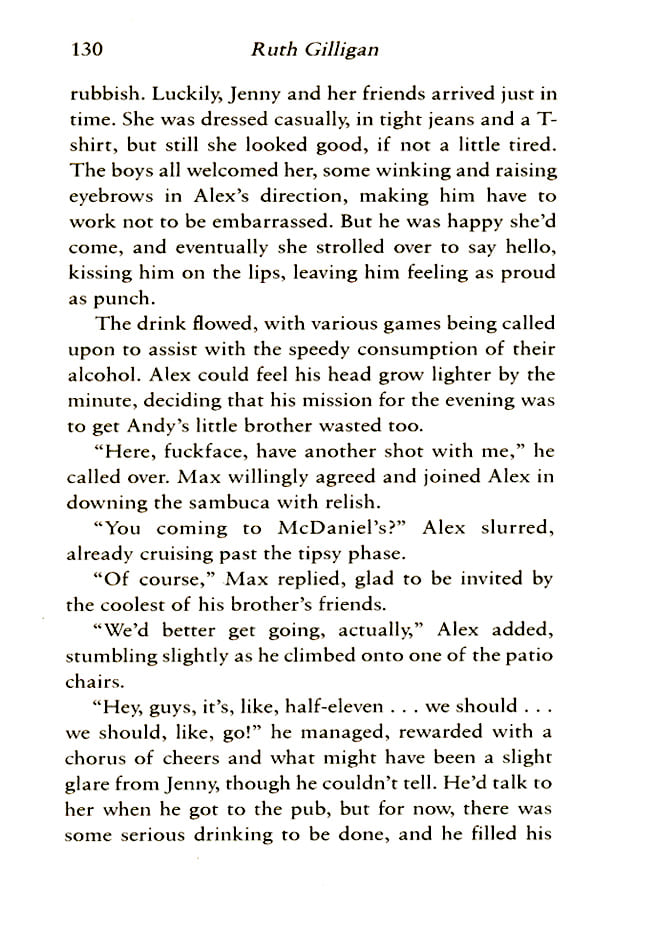 130 Ruth Gilligan
rubbish. Luckily, Jenny and her friends arrived just in
time. She was dressed casually, in tight jeans and a T-
shirt, but still she looked good, if not a little tired.
The boys all welcomed her, some winking and raising
eyebrows in Alex's direction, making him have to
work not to be embarrassed. But he was happy she'd
come, and eventually she strolled over to say hello,
kissing him on the lips, leaving him feeling as proud
as punch.
The drink flowed, with various games being called
upon to assist with the speedy consumption of their
alcohol. Alex could feel his head grow lighter by the
minute, deciding that his mission for the evening was
to get Andy's little brother wasted too.
“Here, fuckface, have another shot with me,” he
called over. Max willingly agreed and joined Alex in
downing the sambuca with relish.
“You coming to McDaniel's?” Alex slurred,
already cruising past the tipsy phase.
“Of course,” Max replied, glad to be invited by
the coolest of his brother's friends.
“We'd better get going, actually,” Alex added,
stumbling slightly as he climbed onto one of the patio
chairs.
“Hey, guys, it's, like, half-eleven . . . we should . . .
we should, like, go!” he managed, rewarded with a
chorus of cheers and what might have been a slight
glare from Jenny, though he couldn't tell. He'd talk to
her when he got to the pub, but for now, there was
some serious drinking to be done, and he filled his